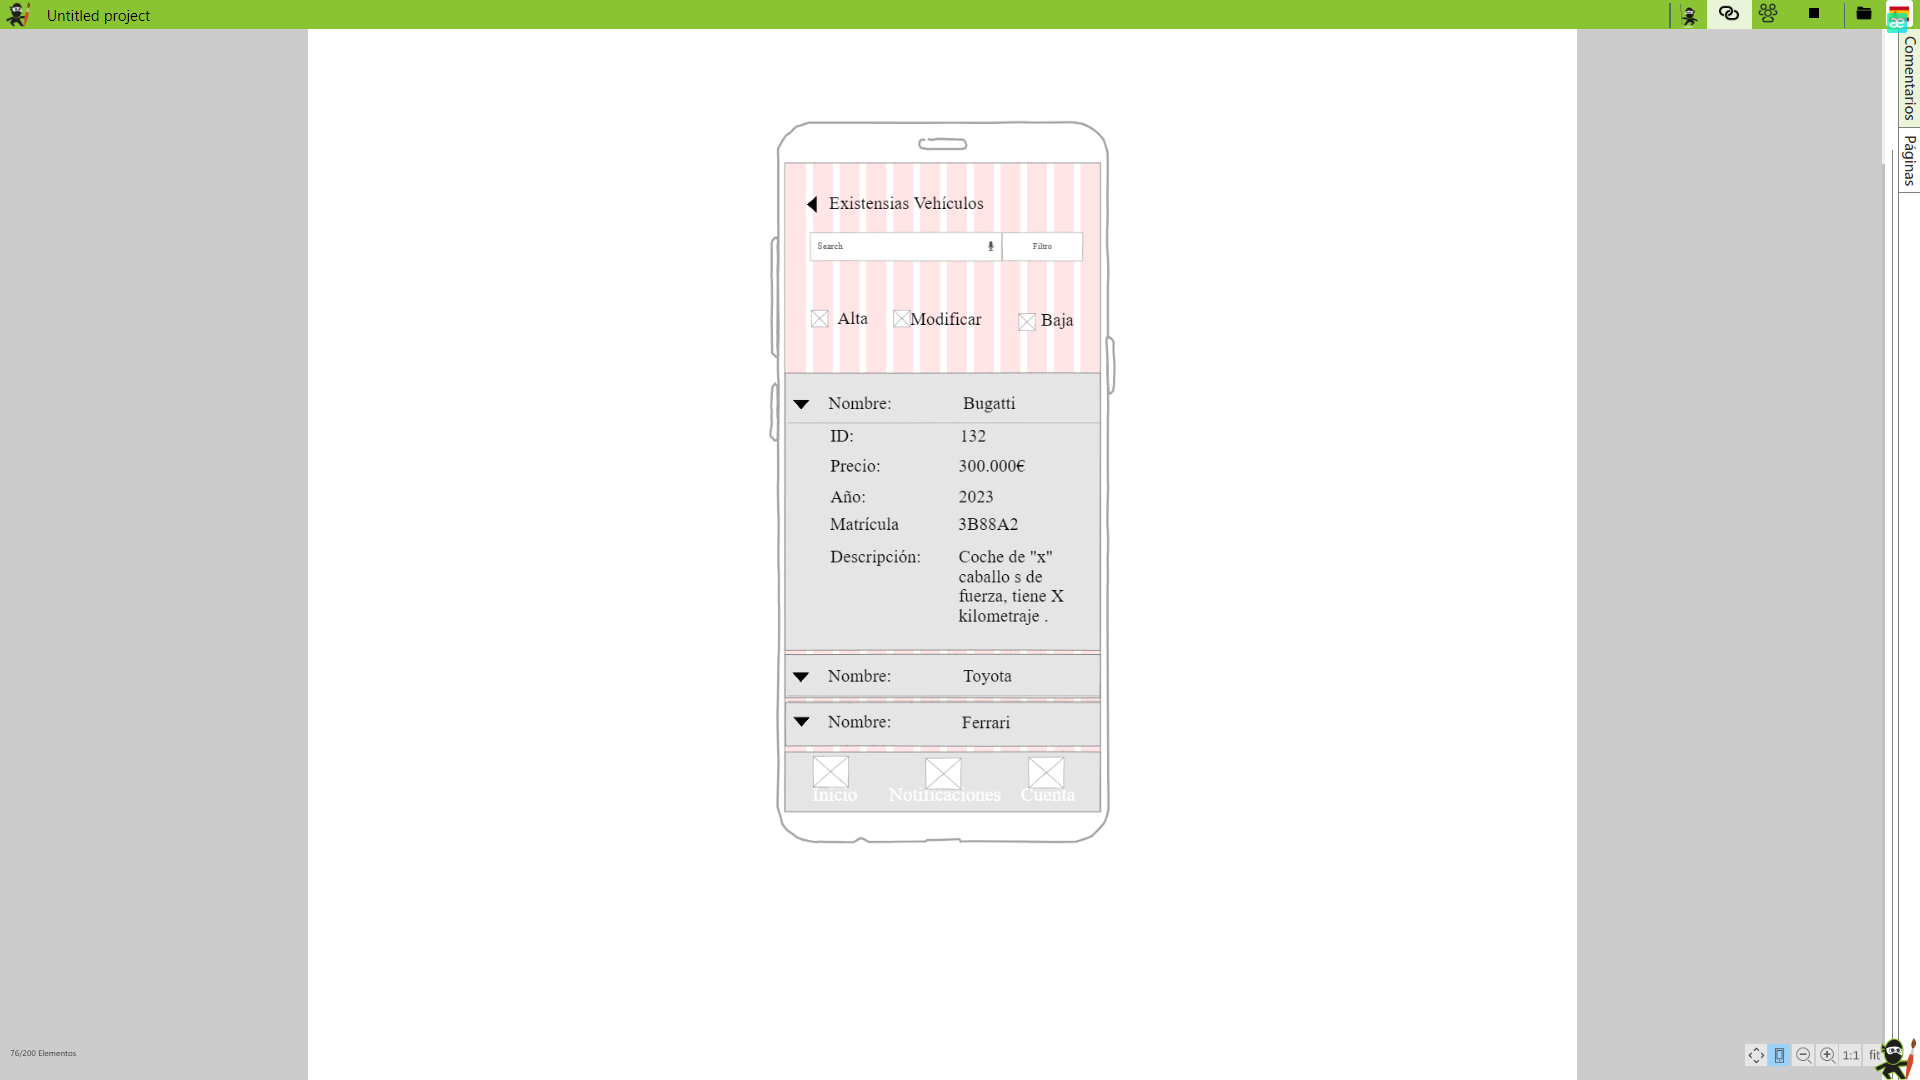 Untitled project
æ
Comentarios
Páginas
Existensias Vehículos
Search
Filtro
Alta
Modificar
Baja
Nombre: Bugatti
ID: 132
Precio: 300.000€
Año: 2023
Matrícula 3B88A2
Descripción: Coche de "x"
caballo s de
fuerza, tiene X
kilometraje .
Nombre: Toyota
Nombre: Ferrari
Inicio Notificaciones Cuenta
76/200 Elementos
1:1 fit